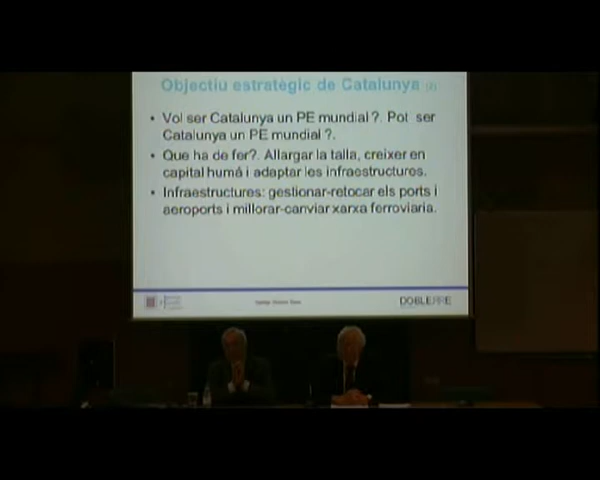 Objectiu estratègic de Catalunya
• Vol ser Catalunya un PE mundial?. Pot ser
Catalunya un PE mundial ?.
• Que ha de fer?. Allargar la talla, creixer en
capital humá i adaptar les infraestructures.
• Infraestructures: gestionar-retocar els ports i
aeroports i millorar-canviar xarxa ferroviaria.
DOBLERRE